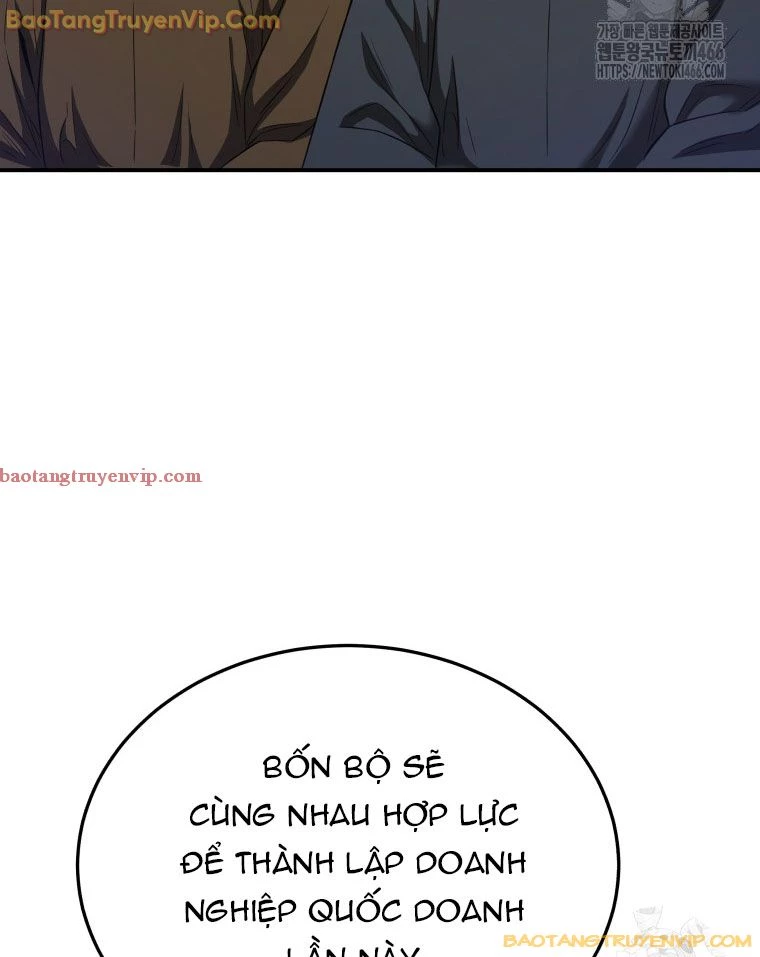 BaoTangTruyenVip.Com
가장 빠른 웹툰제공사이트
웹툰왕국뉴토끼466
HTTPS://NEWTOKI466.COM
baotangtruyenvip.com
BỐN BỘ SẼ
CÙNG NHAU HỢP LỰC
ĐỂ THÀNH LẬP DOANH
NGHIỆP QUỐC DOANH
LẦN NÀY
BAOTANGTRUYENVIP.COM